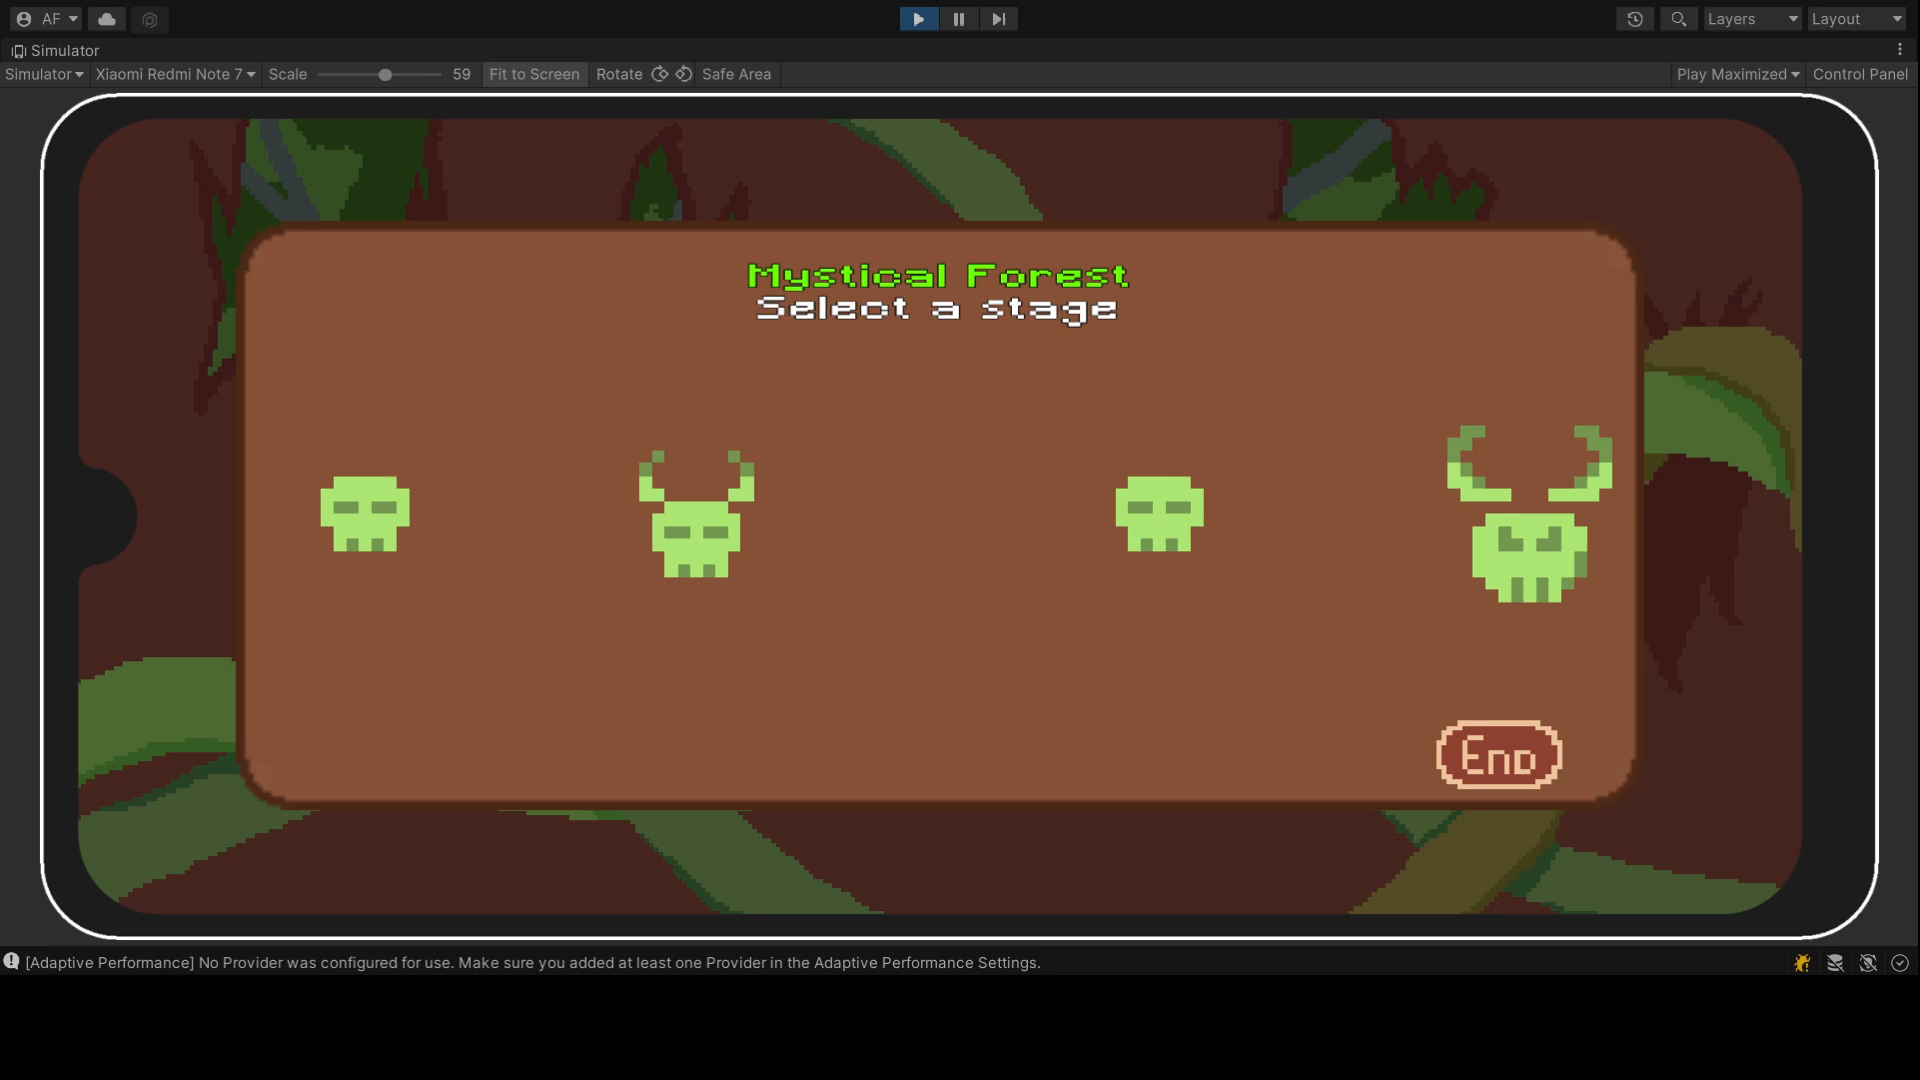 AF
Layers
Layout
Simulator
Simulator Xiaomi Redmi Note 7 Scale 59 Fit to Screen Rotate Safe Area Play Maximized Control Panel
Mystical Forest
Select a stage
End
[Adaptive Performance] No Provider was configured for use. Make sure you added at least one Provider in the Adaptive Performance Settings.